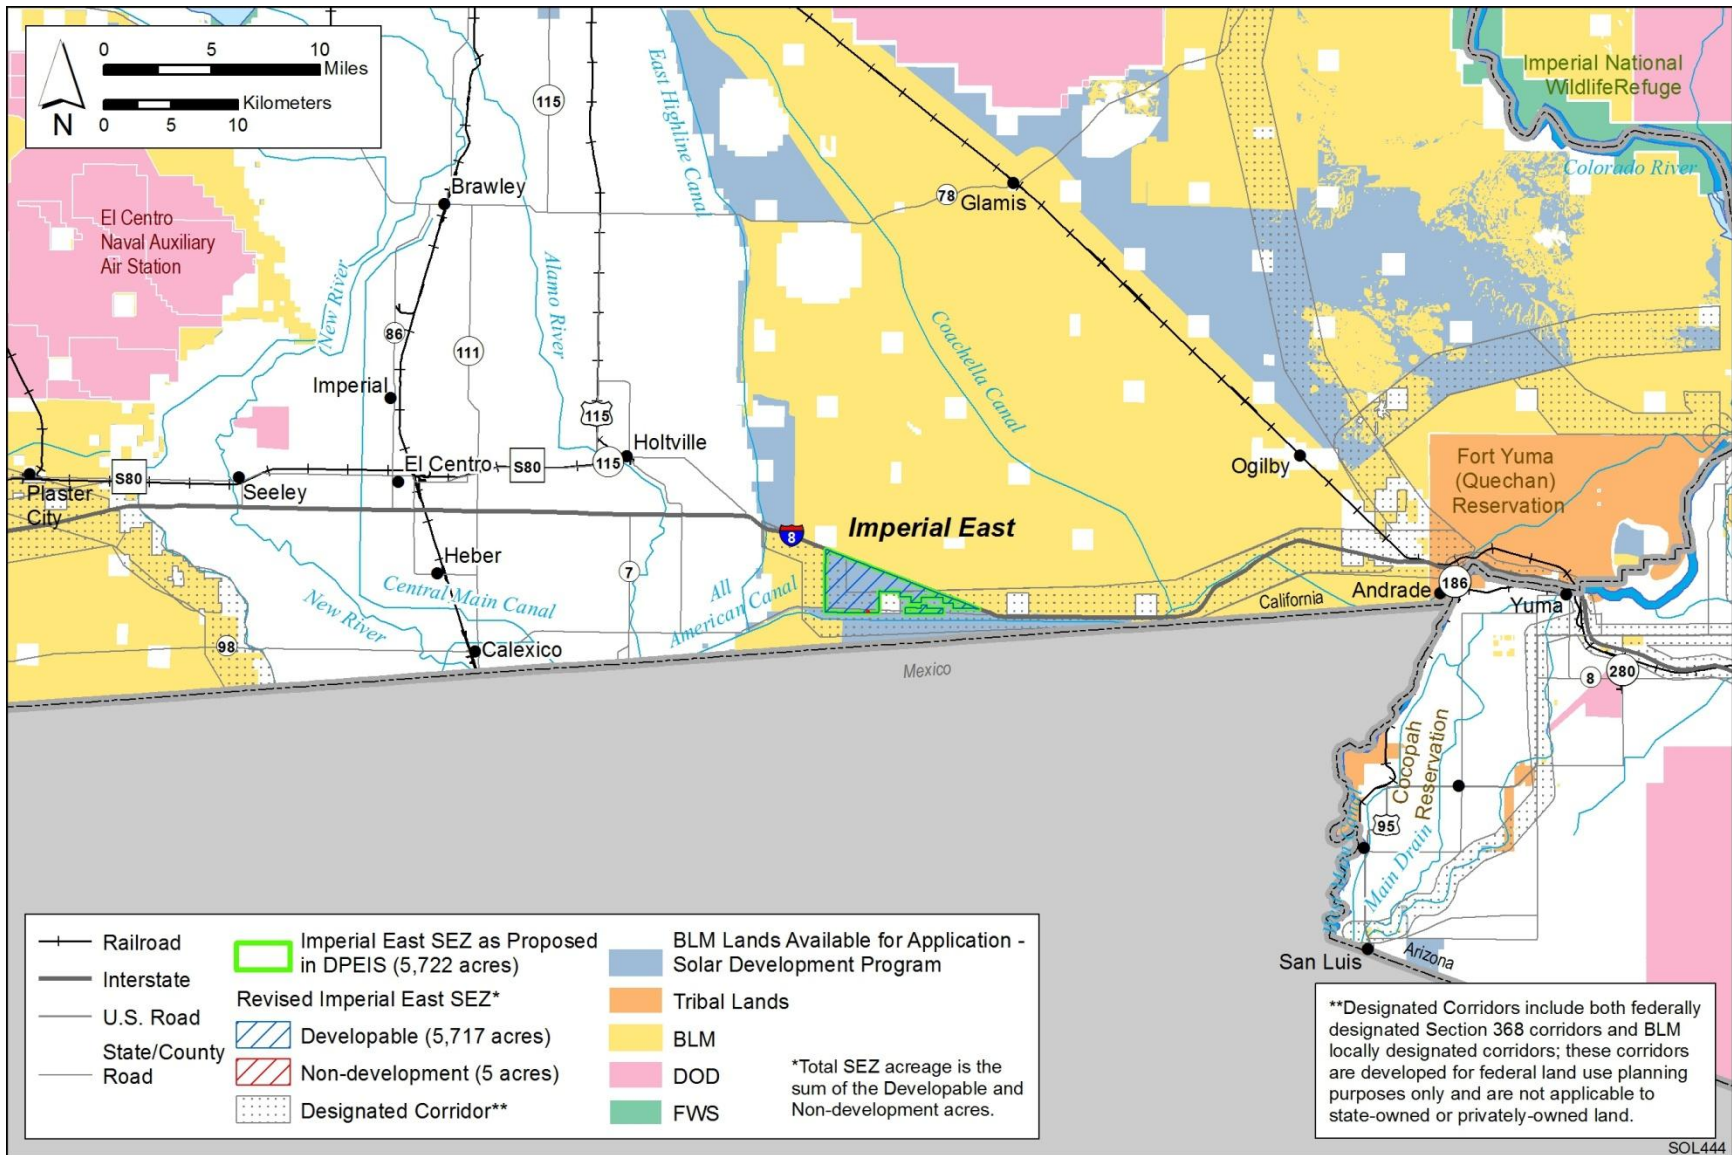 0 5 10
Miles
Kilometers
0 5 10
N
115
East Highline Canal
Imperial National
WildlifeRefuge
Colorado River
Brawley
78
Glamis
El Centro
Naval Auxiliary
Air Station
New River
Alamo River
86
111
Coachella Canal
Imperial
115
Holtville
115
S80
El Centro
S80
Plaster
City
Seeley
Ogilby
Fort Yuma
(Quechan)
Reservation
8
Imperial East
Heber
7
All
American Canal
Central Main Canal
New River
California
Andrade
186
Yuma
98
Calexico
Mexico
280
8
Cocopah
Reservation
95
Main Drain
San Luis
Arizona
Railroad
Interstate
U.S. Road
State/County
Road
Imperial East SEZ as Proposed
in DPEIS (5,722 acres)
Revised Imperial East SEZ*
Developable (5,717 acres)
Non-development (5 acres)
Designated Corridor**
BLM Lands Available for Application -
Solar Development Program
Tribal Lands
BLM
DOD
FWS
*Total SEZ acreage is the
sum of the Developable and
Non-development acres.
**Designated Corridors include both federally
designated Section 368 corridors and BLM
locally designated corridors; these corridors
are developed for federal land use planning
purposes only and are not applicable to
state-owned or privately-owned land.
SOL444